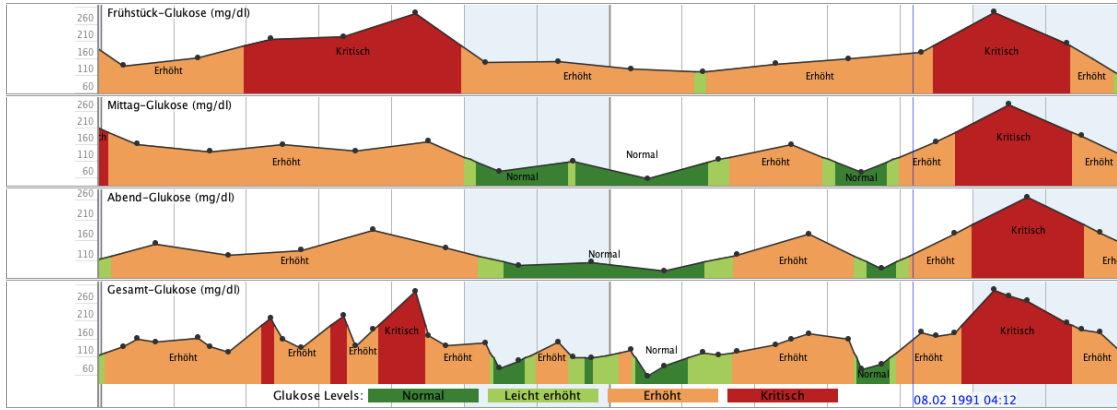 Frühstück-Glukose (mg/dl)
260
210
160
110
60
Erhöht
Kritisch
Erhöht
Erhöht
Kritisch
Erhöht
Mittag-Glukose (mg/dl)
260
210
160
110
60
Erhöht
Normal
Normal
Erhöht
Normal
Erhöht
Kritisch
Erhöht
Abend-Glukose (mg/dl)
260
210
160
110
Erhöht
Normal
Erhöht
Erhöht
Kritisch
Erh
Gesamt-Glukose (mg/dl)
260
210
160
110
60
Erhöht
Erhöht
Erhöht
Kritisch
Erhöht
Normal
Erhöht
Normal
Erhöht
Normal
Erhöht
Kritisch
Erhöht
Glukose Levels: Normal Leicht erhöht Erhöht Kritisch
08.02 1991 04:12